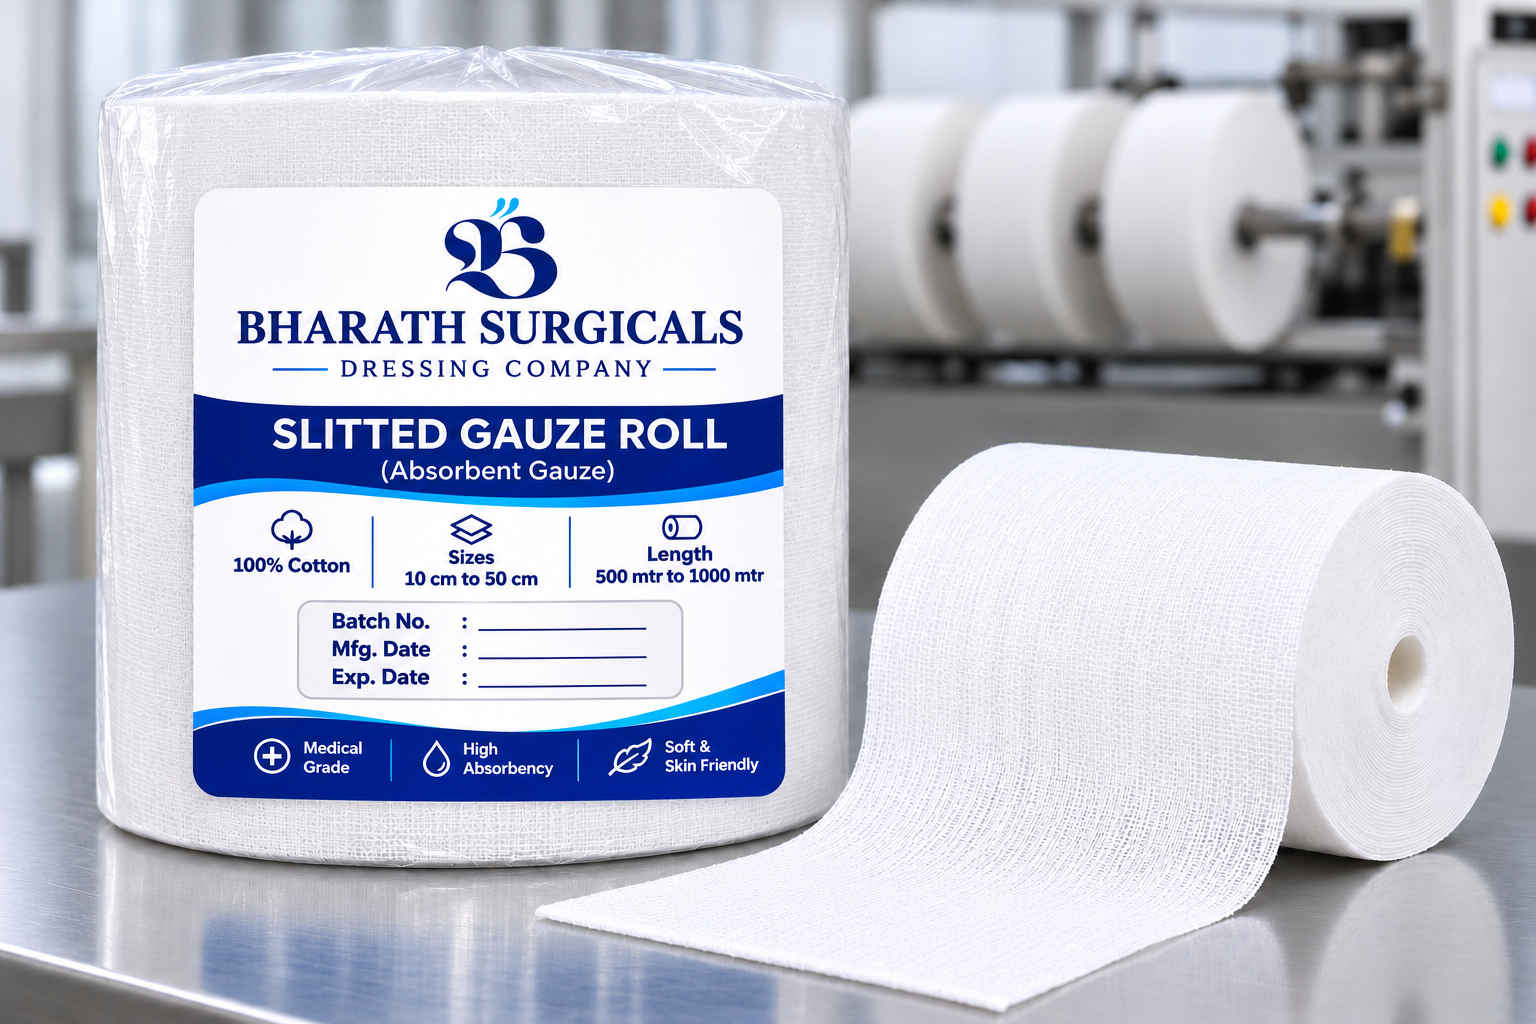 BHARATH SURGICALS
DRESSING COMPANY
SLITTED GAUZE ROLL
(Absorbent Gauze)
100% Cotton
Sizes
10 cm to 50 cm
Length
500 mtr to 1000 mtr
Batch No. :
Mfg. Date :
Exp. Date :
Medical
Grade
High
Absorbency
Soft &
Skin Friendly